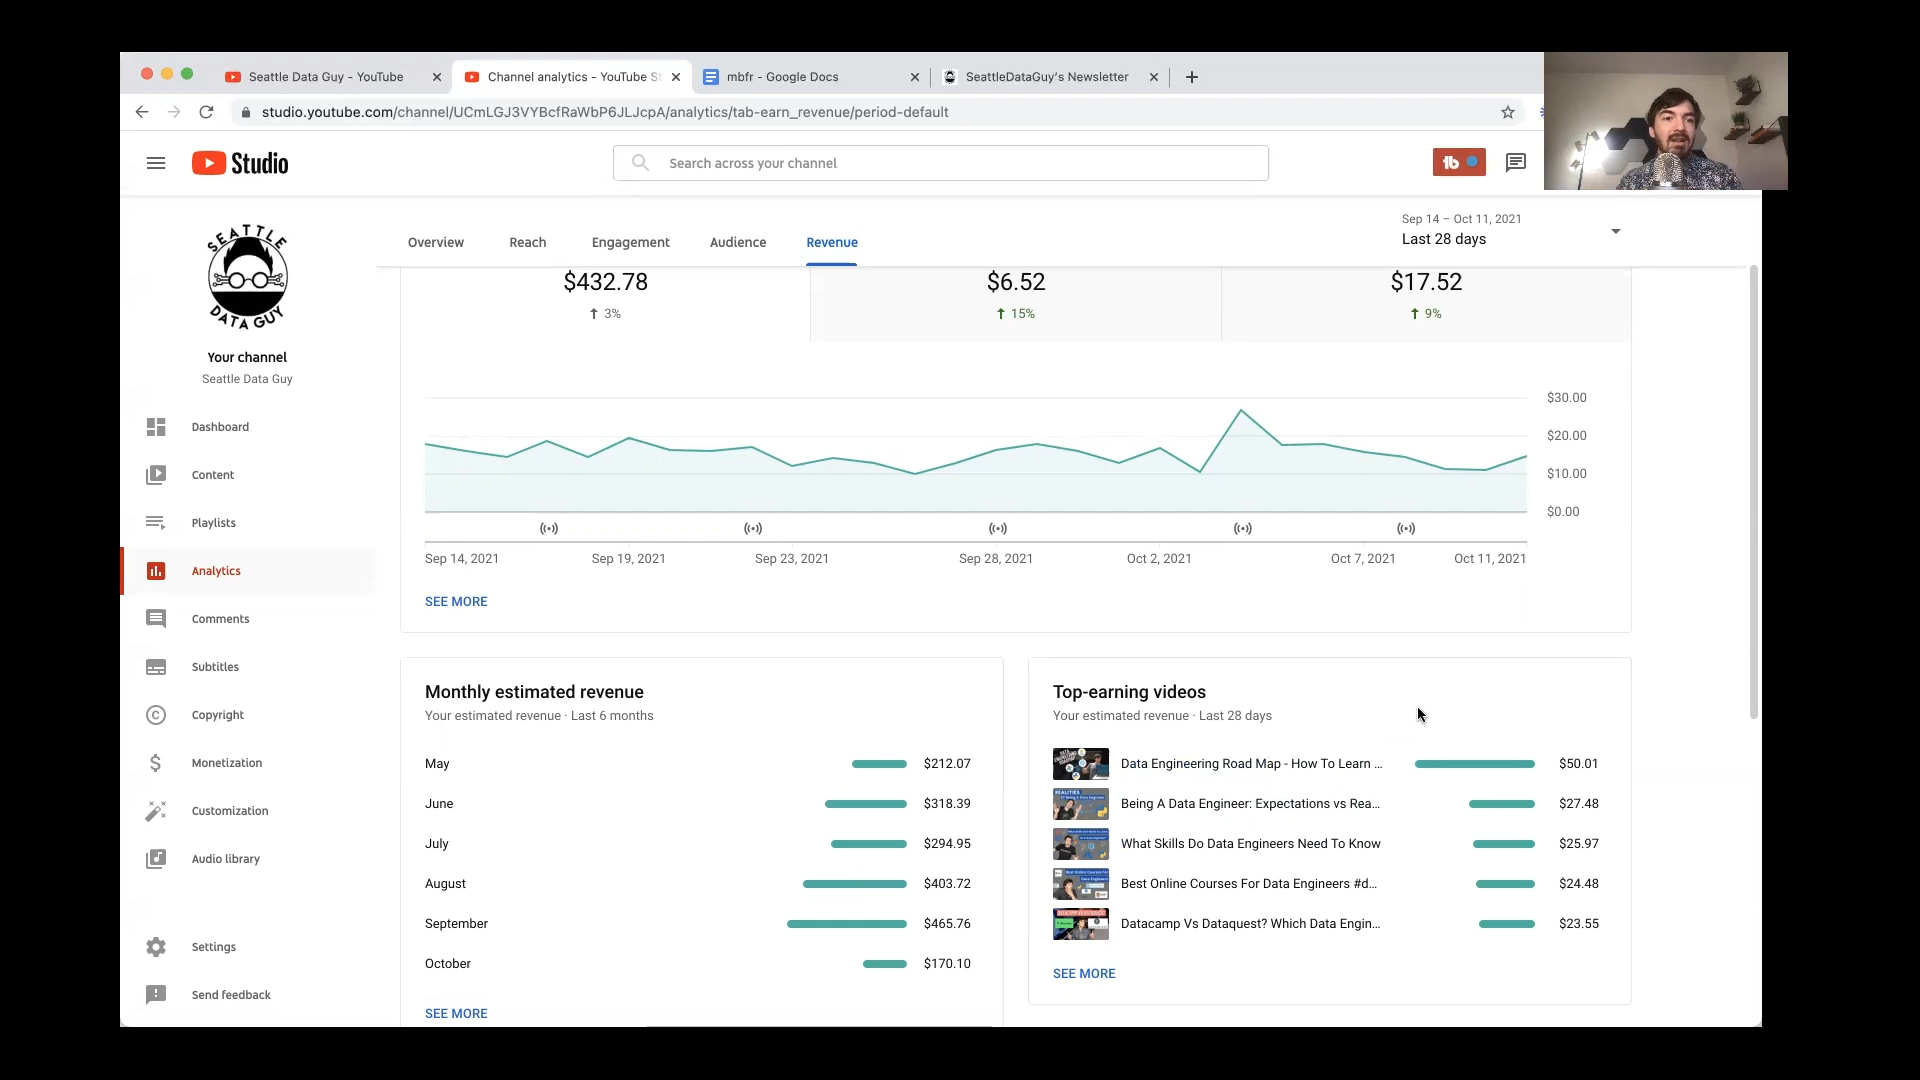 Seattle Data Guy - YouTube
Channel analytics - YouTube St
mbfr - Google Docs
SeattleDataGuy's Newsletter
studio.youtube.com/channel/UCmLGJ3VYBcfRaWbP6JLJcpA/analytics/tab-earn_revenue/period-default
Studio
Search across your channel
tb
SEATTLE
DATA GUY
Your channel
Seattle Data Guy
Dashboard
Content
Playlists
Analytics
Comments
Subtitles
Copyright
Monetization
Customization
Audio library
Settings
Send feedback
Overview
Reach
Engagement
Audience
Revenue
Sep 14 – Oct 11, 2021
Last 28 days
$432.78
3%
$6.52
15%
$17.52
9%
$30.00
$20.00
$10.00
$0.00
Sep 14, 2021
Sep 19, 2021
Sep 23, 2021
Sep 28, 2021
Oct 2, 2021
Oct 7, 2021
Oct 11, 2021
SEE MORE
Monthly estimated revenue
Your estimated revenue · Last 6 months
May $212.07
June $318.39
July $294.95
August $403.72
September $465.76
October $170.10
SEE MORE
Top-earning videos
Your estimated revenue · Last 28 days
Data Engineering Road Map - How To Learn ... $50.01
Being A Data Engineer: Expectations vs Rea... $27.48
What Skills Do Data Engineers Need To Know $25.97
Best Online Courses For Data Engineers #d... $24.48
Datacamp Vs Dataquest? Which Data Engin... $23.55
SEE MORE